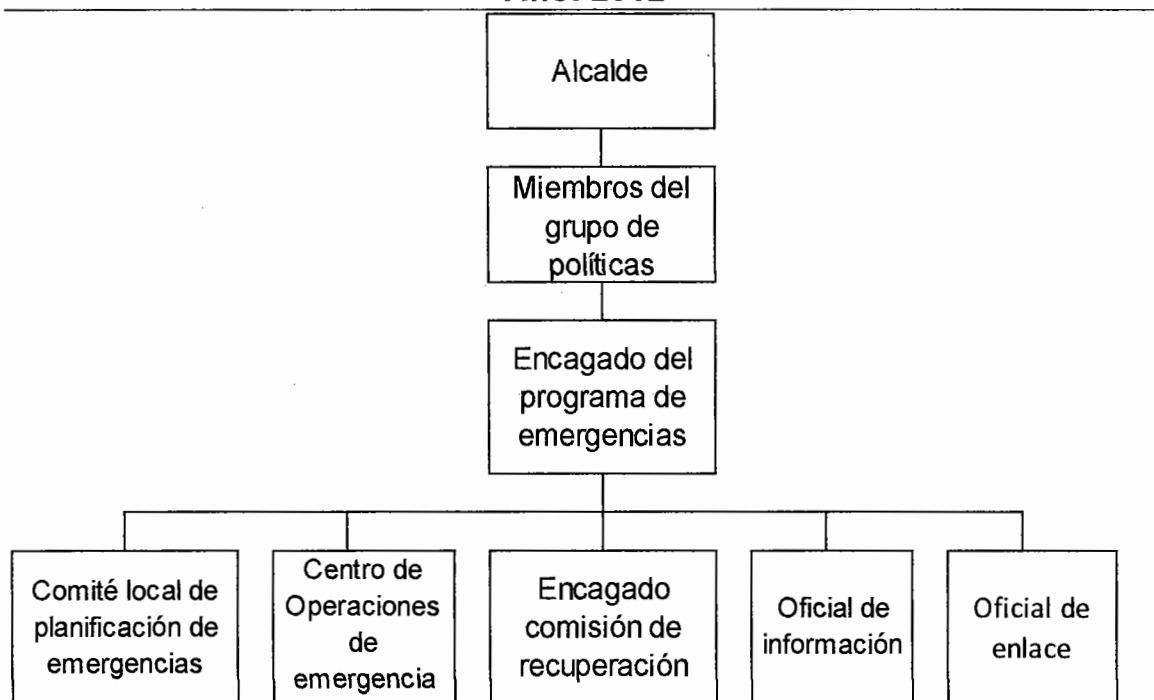 Alcalde
Miembros del
grupo de
políticas
Encagado del
programa de
emergencias
Comité local de
planificación de
emergencias
Centro de
Operaciones
de
emergencia
Encagado
comisión de
recuperación
Oficial de
información
Oficial de
enlace